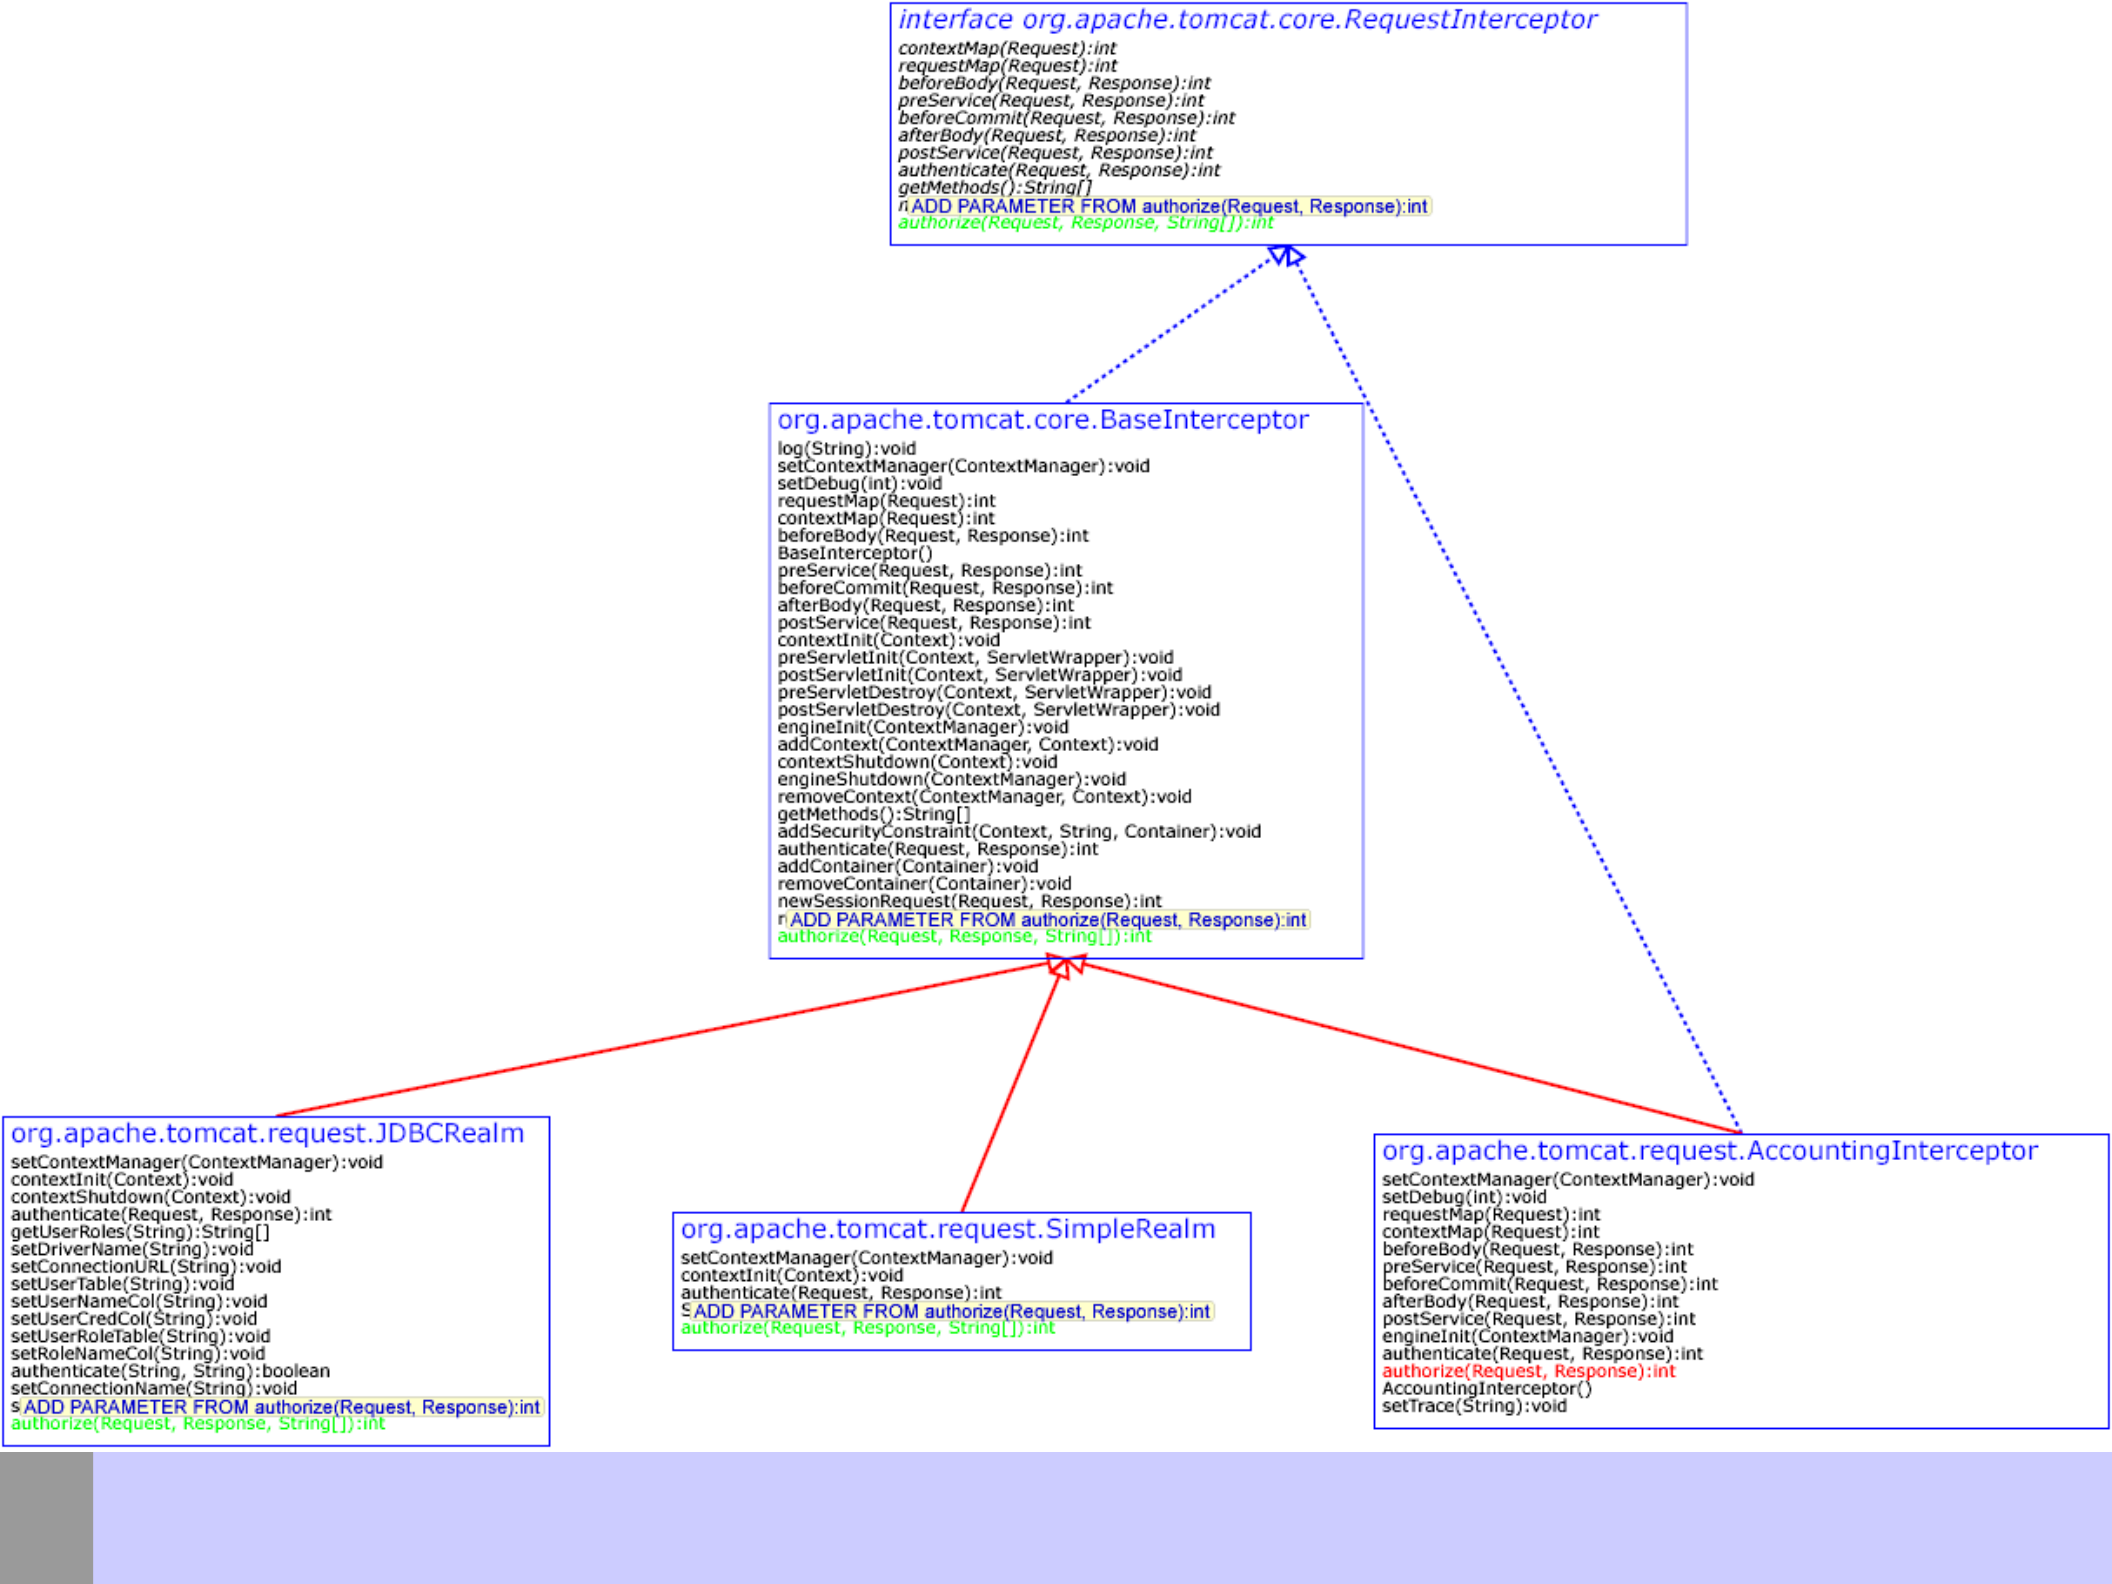 interface org.apache.tomcat.core.RequestInterceptor
contextMap(Request):int
requestMap(Request):int
beforeBody(Request, Response):int
preService(Request, Response):int
beforeCommit(Request, Response):int
afterBody(Request, Response):int
postService(Request, Response):int
authenticate(Request, Response):int
getMethods():String[]
ADD PARAMETER FROM authorize(Request, Response):int
authorize(Request, Response, String[]):int
org.apache.tomcat.core.BaseInterceptor
log(String):void
setContextManager(ContextManager):void
setDebug(int):void
requestMap(Request):int
contextMap(Request):int
beforeBody(Request, Response):int
BaseInterceptor()
preService(Request, Response):int
beforeCommit(Request, Response):int
afterBody(Request, Response):int
postService(Request, Response):int
contextInit(Context):void
preServletInit(Context, ServletWrapper):void
postServletInit(Context, ServletWrapper):void
preServletDestroy(Context, ServletWrapper):void
postServletDestroy(Context, ServletWrapper):void
engineInit(ContextManager):void
addContext(ContextManager, Context):void
contextShutdown(Context):void
engineShutdown(ContextManager):void
removeContext(ContextManager, Context):void
getMethods():String[]
addSecurityConstraint(Context, String, Container):void
authenticate(Request, Response):int
addContainer(Container):void
removeContainer(Container):void
newSessionRequest(Request, Response):int
ADD PARAMETER FROM authorize(Request, Response):int
authorize(Request, Response, String[]):int
org.apache.tomcat.request.JDBCRealm
setContextManager(ContextManager):void
contextInit(Context):void
contextShutdown(Context):void
authenticate(Request, Response):int
getUserRoles(String):String[]
setDriverName(String):void
setConnectionURL(String):void
setUserTable(String):void
setUserNameCol(String):void
setUserCredCol(String):void
setUserRoleTable(String):void
setRoleNameCol(String):void
authenticate(String, String):boolean
setConnectionName(String):void
ADD PARAMETER FROM authorize(Request, Response):int
authorize(Request, Response, String[]):int
org.apache.tomcat.request.SimpleRealm
setContextManager(ContextManager):void
contextInit(Context):void
authenticate(Request, Response):int
ADD PARAMETER FROM authorize(Request, Response):int
authorize(Request, Response, String[]):int
org.apache.tomcat.request.AccountingInterceptor
setContextManager(ContextManager):void
setDebug(int):void
requestMap(Request):int
contextMap(Request):int
beforeBody(Request, Response):int
preService(Request, Response):int
beforeCommit(Request, Response):int
afterBody(Request, Response):int
postService(Request, Response):int
engineInit(ContextManager):void
authenticate(Request, Response):int
authorize(Request, Response):int
AccountingInterceptor()
setTrace(String):void